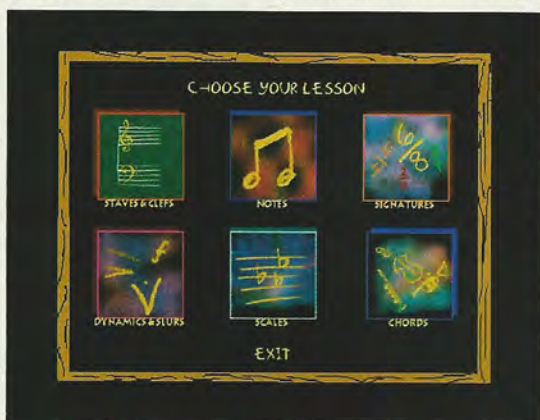 CHOOSE YOUR LESSON
STAVES & CLEFS
NOTES
SIGNATURES
DYNAMICS & SLURS
SCALES
CHORDS
EXIT